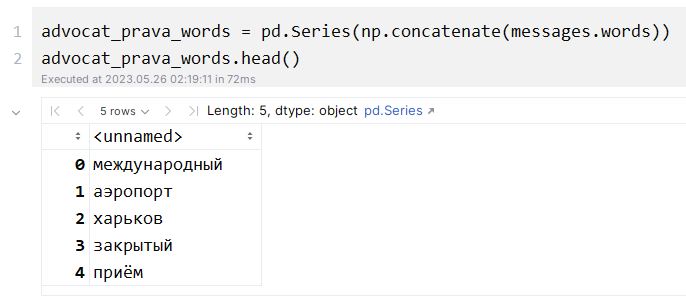 1 advocat_prava_words = pd.Series(np.concatenate(messages.words))
2 advocat_prava_words.head()
Executed at 2023.05.26 02:19:11 in 72ms
5 rows Length: 5, dtype: object pd.Series
<unnamed>
0 международный
1 аэропорт
2 харьков
3 закрытый
4 приём